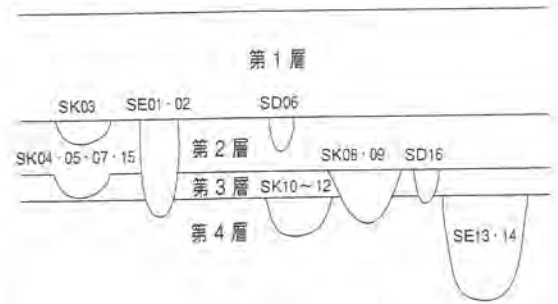 第1層
SK03
SE01・02
SD06
第2層
SK04・05・07・15
SK08・09
SD16
第3層
SK10～12
第4層
SE13・14